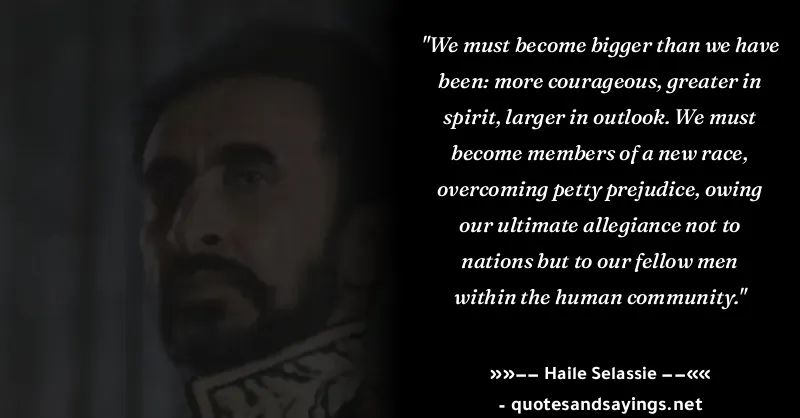 "We must become bigger than we have
been: more courageous, greater in
spirit, larger in outlook. We must
become members of a new race,
overcoming petty prejudice, owing
our ultimate allegiance not to
nations but to our fellow men
within the human community."
»»−− Haile Selassie −−««
- quotesandsayings.net